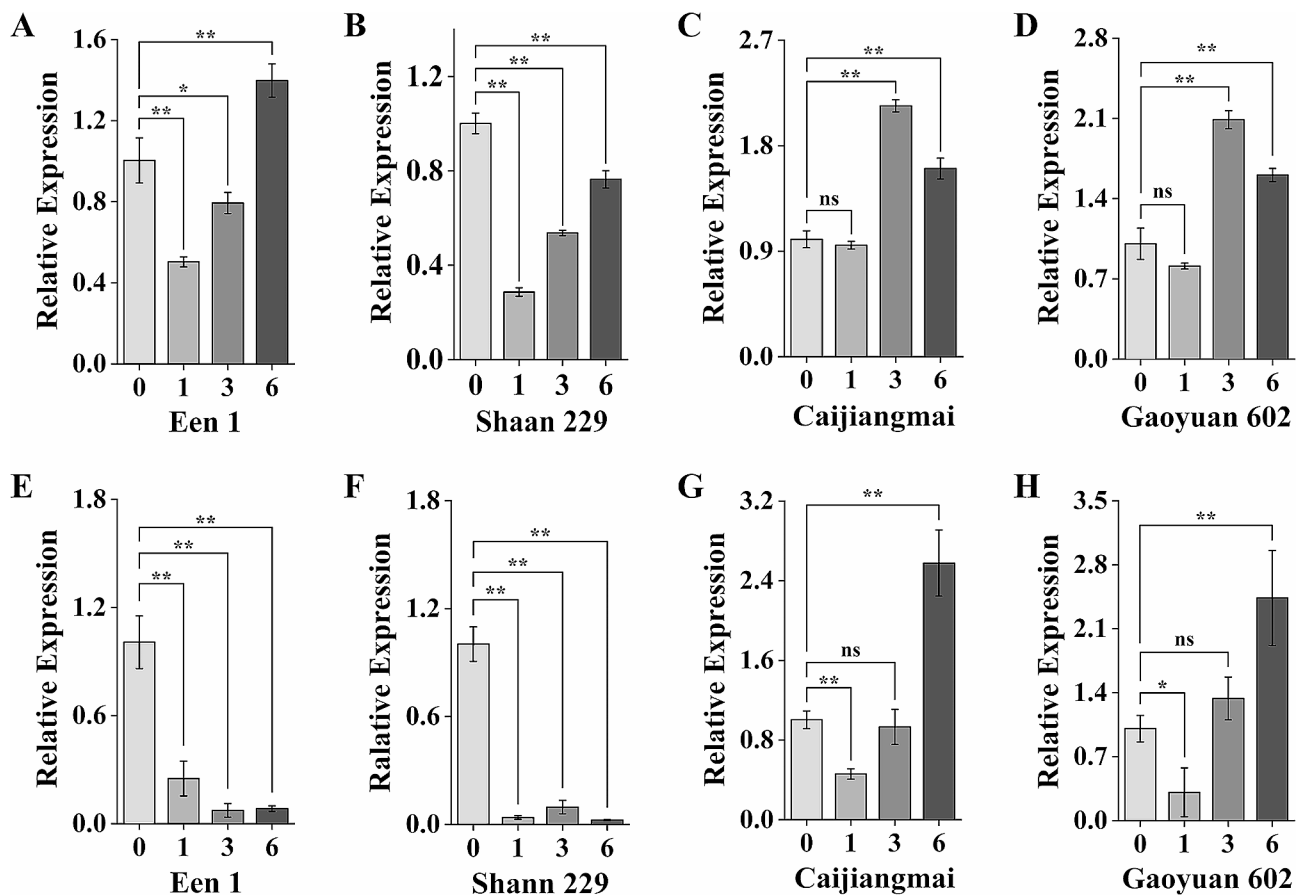 A
Relative Expression
1.6
1.2
0.8
0.4
0.0
**
*
**
0 1 3 6
Een 1
B
Relative Expression
1.2
0.8
0.4
0.0
**
**
**
0 1 3 6
Shaan 229
C
Relative Expression
2.7
1.8
0.9
0.0
**
**
ns
0 1 3 6
Caijiangmai
D
Relative Expression
2.8
2.1
1.4
0.7
0.0
**
**
ns
0 1 3 6
Gaoyuan 602
E
Relative Expression
1.8
1.2
0.6
0.0
**
**
**
0 1 3 6
Een 1
F
Ralative Expression
1.8
1.2
0.6
0.0
**
**
**
0 1 3 6
Shann 229
G
Relative Expression
3.2
2.4
1.6
0.8
0.0
**
ns
**
0 1 3 6
Caijiangmai
H
Relative Expression
3.5
2.8
2.1
1.4
0.7
0.0
**
ns
*
0 1 3 6
Gaoyuan 602